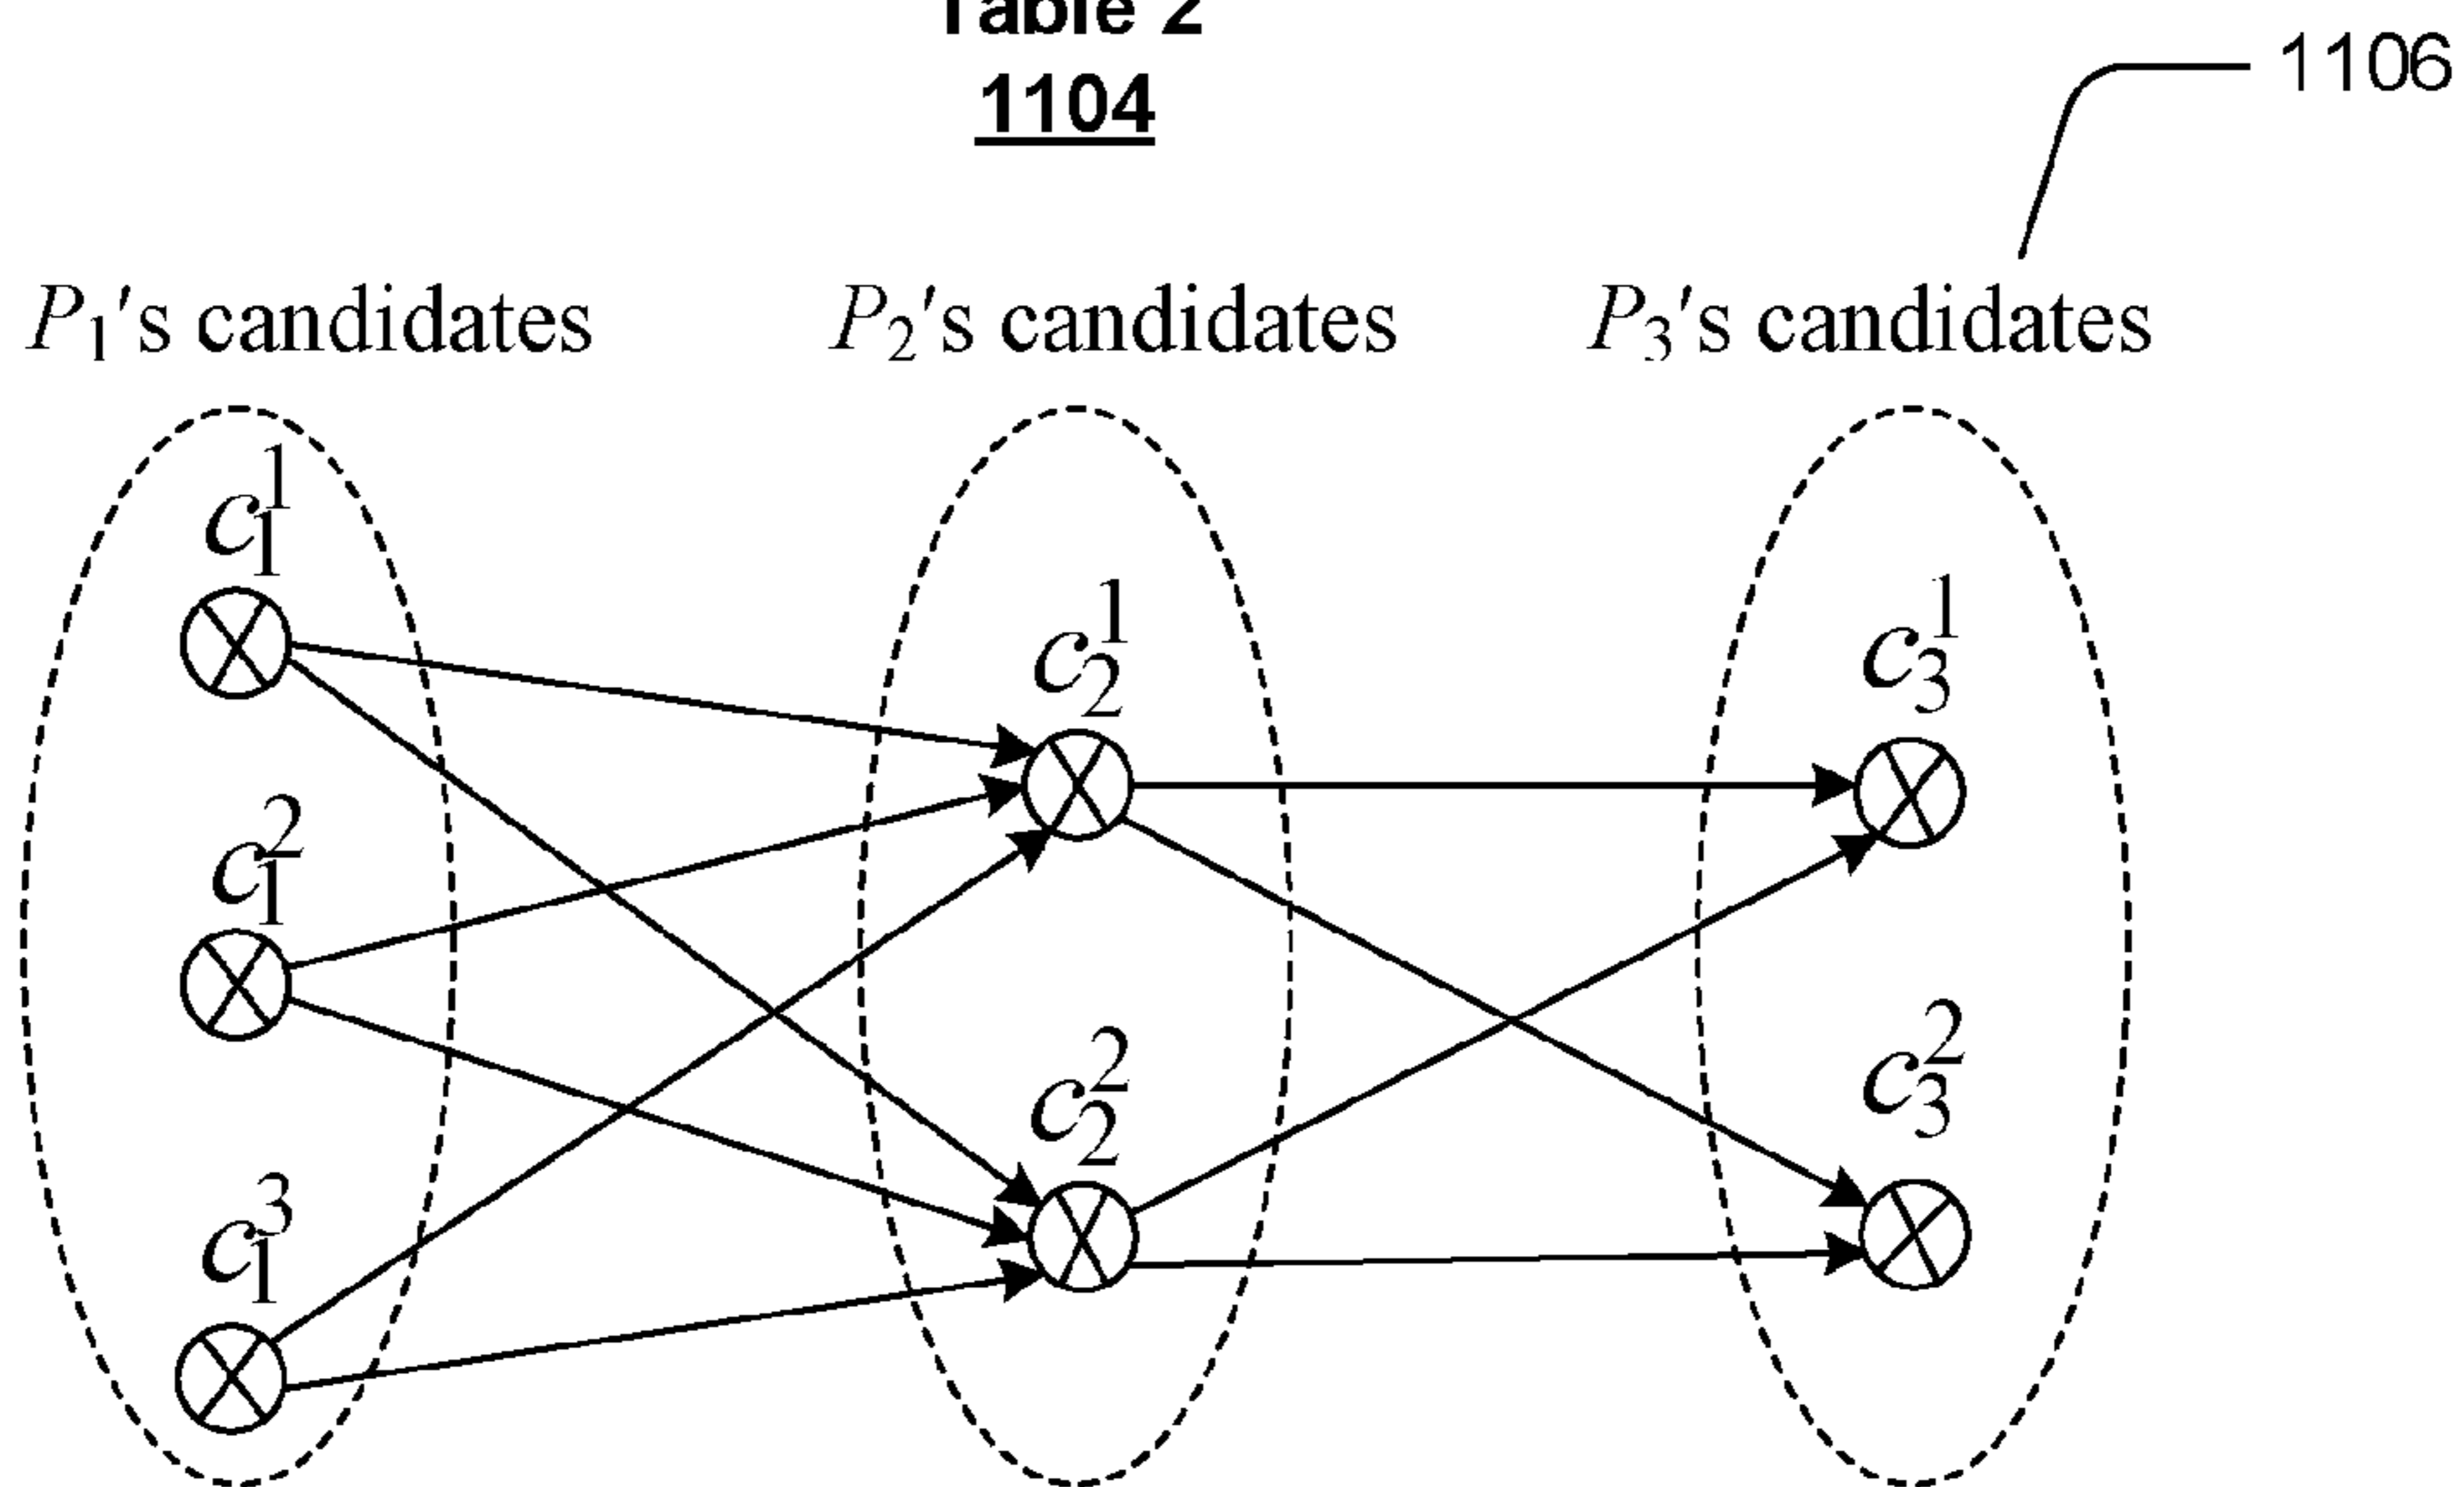 Table 2
1104
1106
P₁'s candidates P₂'s candidates P₃'s candidates
c₁¹
c₂¹ c₃¹
c₁²
c₂² c₃²
c₁³